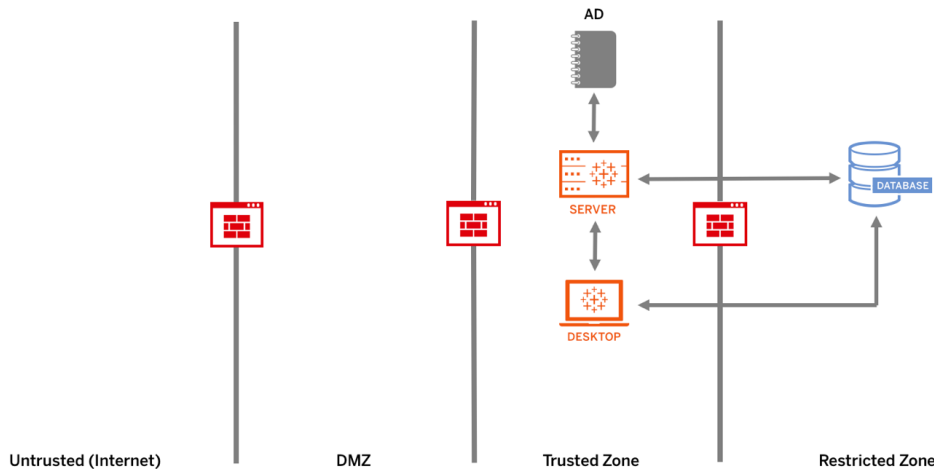 AD
SERVER
DATABASE
DESKTOP
Untrusted (Internet)
DMZ
Trusted Zone
Restricted Zone